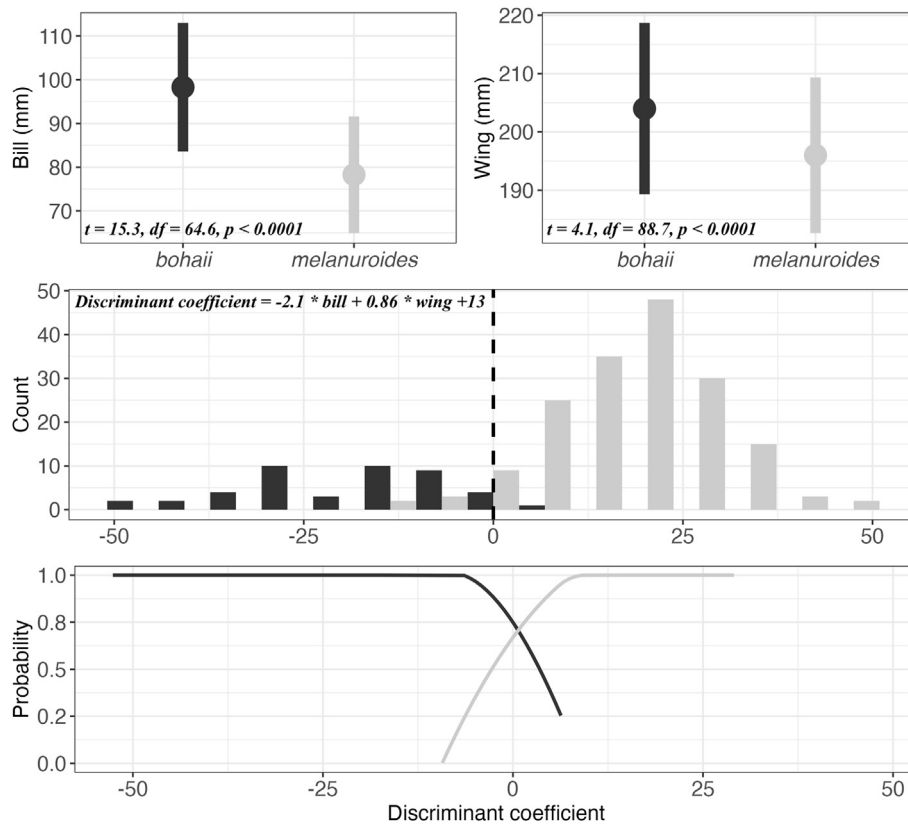 Bill (mm)
110
100
90
80
70
t = 15.3, df = 64.6, p < 0.0001
bohaii melanuroides
Wing (mm)
220
210
200
190
t = 4.1, df = 88.7, p < 0.0001
bohaii melanuroides
Count
50
40
30
20
10
0
Discriminant coefficient = -2.1 * bill + 0.86 * wing +13
-50 -25 0 25 50
Probability
1.0
0.8
0.5
0.2
0.0
-50 -25 0 25 50
Discriminant coefficient